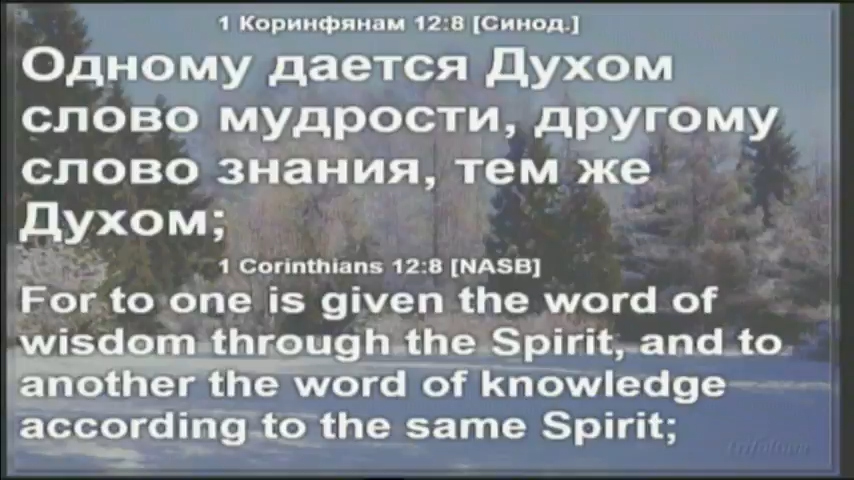 1 Коринфянам 12:8 [Синод.]
Одному дается Духом
слово мудрости, другому
слово знания, тем же
Духом;
1 Corinthians 12:8 [NASB]
For to one is given the word of
wisdom through the Spirit, and to
another the word of knowledge
according to the same Spirit;